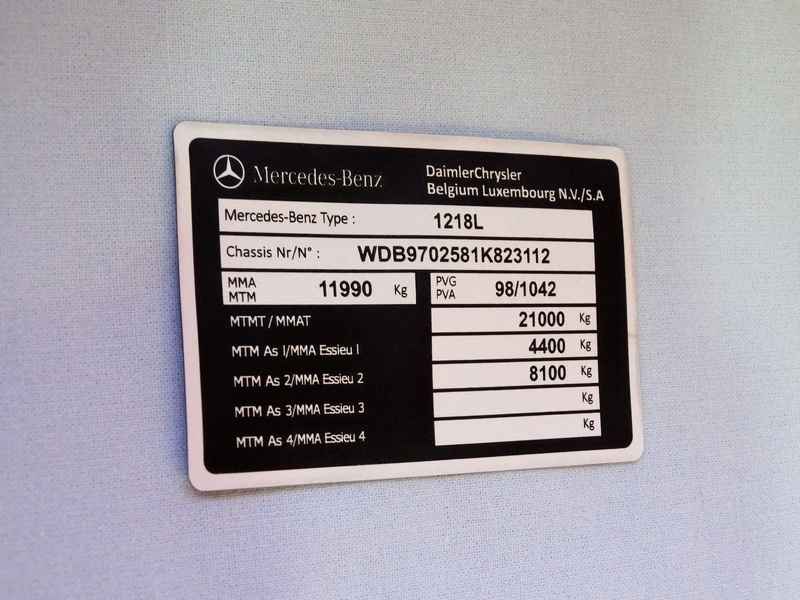 Mercedes-Benz
DaimlerChrysler
Belgium Luxembourg N.V./S.A
Mercedes-Benz Type : 1218L
Chassis Nr/N° : WDB9702581K823112
MMA
MTM 11990 Kg
PVG
PVA 98/1042
MTMT / MMAT 21000 Kg
MTM As 1/MMA Essieu 1 4400 Kg
MTM As 2/MMA Essieu 2 8100 Kg
MTM As 3/MMA Essieu 3 Kg
MTM As 4/MMA Essieu 4 Kg